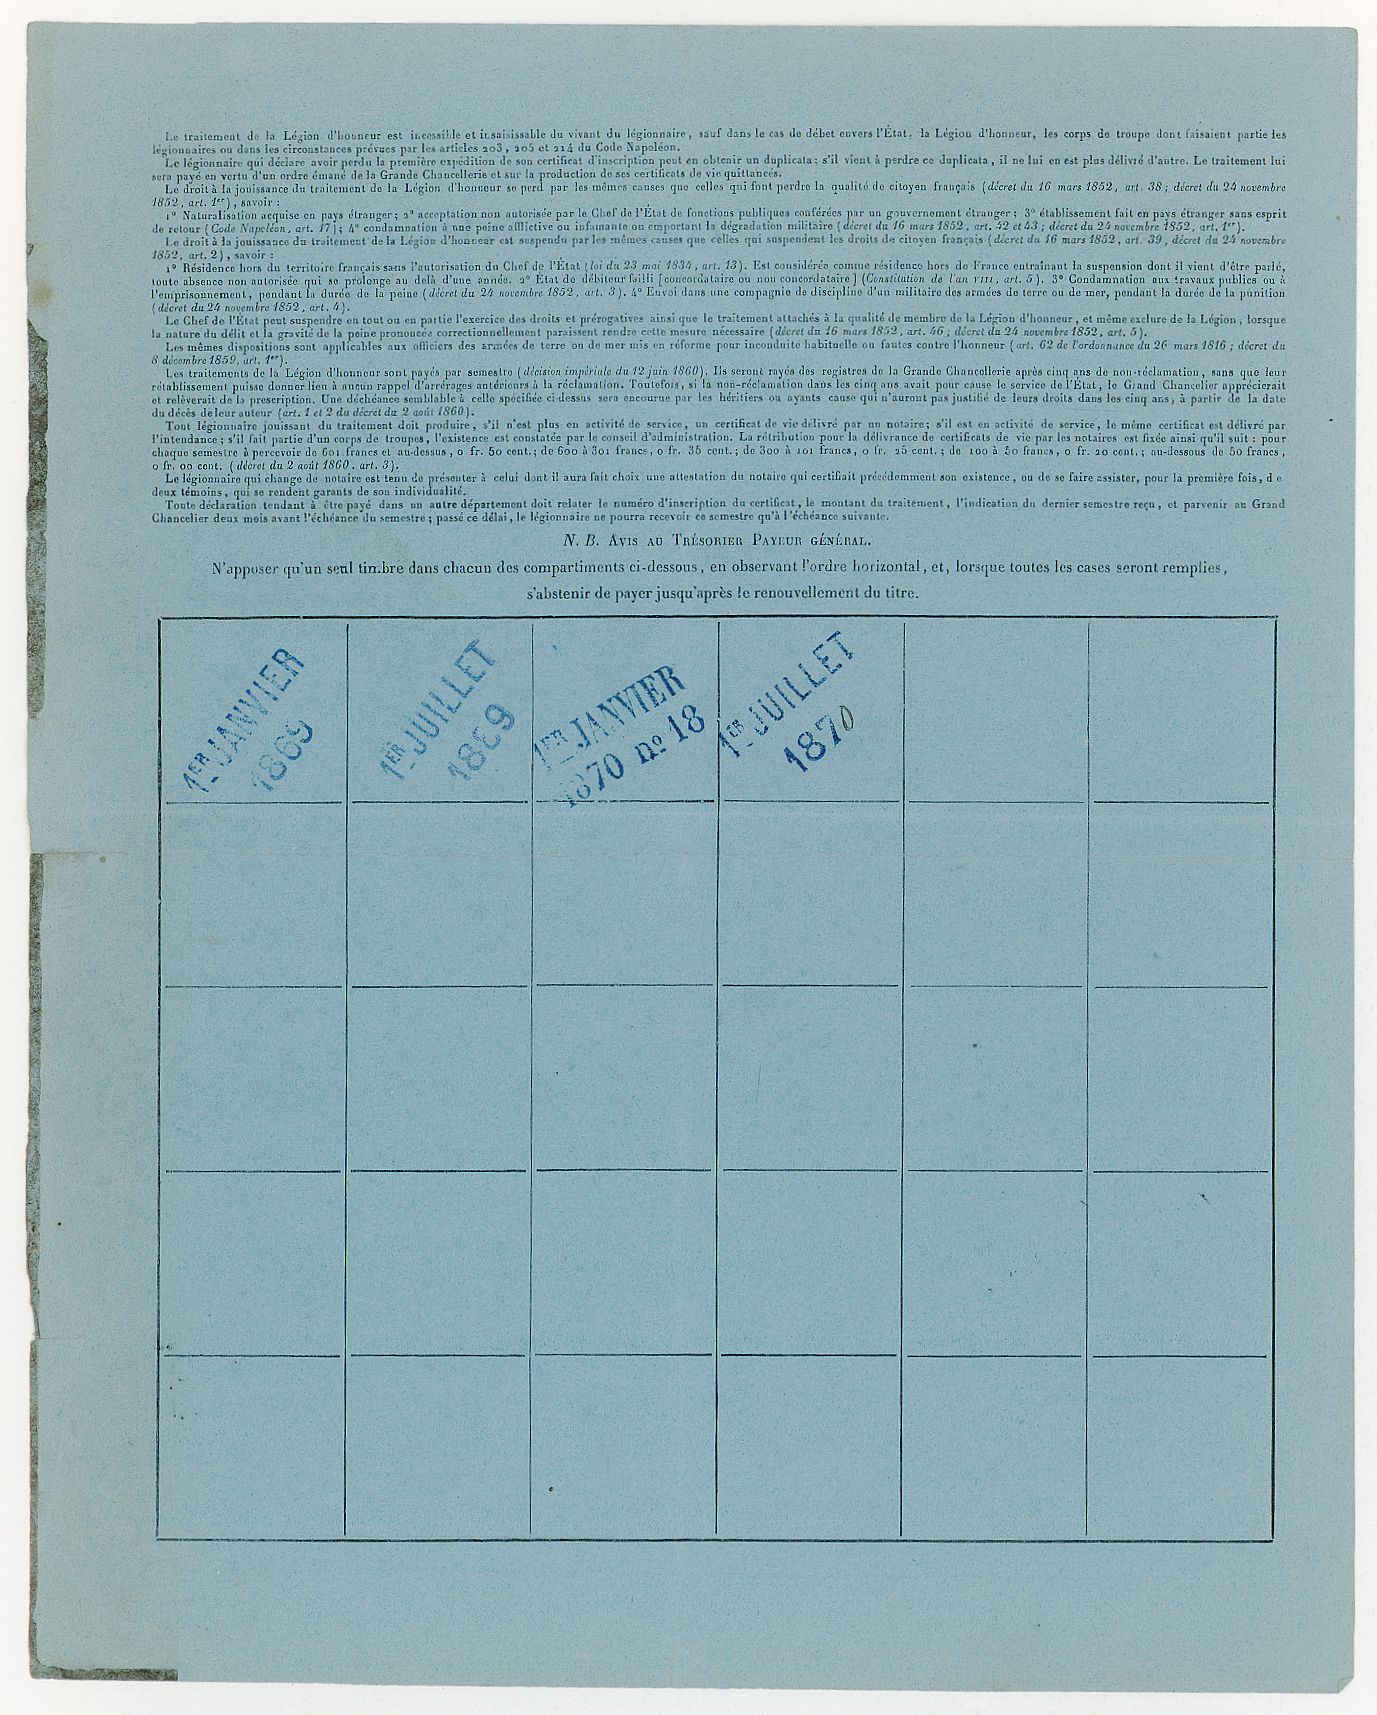 Le traitement de la Légion d'honneur est incessible et insaisissable du vivant du légionnaire, sauf dans le cas de débet envers l'État, la Légion d'honneur, les corps de troupe dont faisaient partie les
légionnaires ou dans les circonstances prévues par les articles 203, 205 et 214 du Code Napoléon.
Le légionnaire qui déclare avoir perdu la première expédition de son certificat d'inscription peut en obtenir un duplicata; s'il vient à perdre ce duplicata, il ne lui en est plus délivré d'autre. Le traitement lui
sera payé en vertu d'un ordre émané de la Grande Chancellerie et sur la production de ses certificats de vie quittancés.
Le droit à la jouissance du traitement de la Légion d'honneur se perd par les mêmes causes que celles qui font perdre la qualité de citoyen français (décret du 16 mars 1852, art. 38; décret du 24 novembre
1852, art. 1er), savoir :
1° Naturalisation acquise en pays étranger; 2° acceptation non autorisée par le Chef de l'État de fonctions publiques conférées par un gouvernement étranger; 3° établissement fait en pays étranger sans esprit
de retour (Code Napoléon, art. 17); 4° condamnation à une peine afflictive ou infamante ou emportant la dégradation militaire (décret du 16 mars 1852, art. 42 et 43; décret du 24 novembre 1852, art. 1er).
Le droit à la jouissance du traitement de la Légion d'honneur est suspendu par les mêmes causes que celles qui suspendent les droits de citoyen français (décret du 16 mars 1852, art. 39, décret du 24 novembre
1852, art. 2), savoir :
1° Résidence hors du territoire français sans l'autorisation du Chef de l'État (loi du 23 mai 1834, art. 13). Est considérée comme résidence hors de France entraînant la suspension dont il vient d'être parlé,
toute absence non autorisée qui se prolonge au delà d'une année. 2° État de débiteur failli [concordataire ou non concordataire] (Constitution de l'an VIII, art. 5). 3° Condamnation aux travaux publics ou à
l'emprisonnement, pendant la durée de la peine (décret du 24 novembre 1852, art. 3). 4° Envoi dans une compagnie de discipline d'un militaire des armées de terre ou de mer, pendant la durée de la punition
(décret du 24 novembre 1852, art. 4).
Le Chef de l'État peut suspendre en tout ou en partie l'exercice des droits et prérogatives ainsi que le traitement attachés à la qualité de membre de la Légion d'honneur, et même exclure de la Légion, lorsque
la nature du délit et la gravité de la peine prononcée correctionnellement paraissent rendre cette mesure nécessaire (décret du 16 mars 1852, art. 46; décret du 24 novembre 1852, art. 5).
Les mêmes dispositions sont applicables aux officiers des armées de terre ou de mer mis en réforme pour inconduite habituelle ou fautes contre l'honneur (art. 62 de l'ordonnance du 26 mars 1816; décret du
8 décembre 1859, art. 1er).
Les traitements de la Légion d'honneur sont payés par semestre (décision impériale du 12 juin 1860). Ils seront rayés des registres de la Grande Chancellerie après cinq ans de non-réclamation, sans que leur
rétablissement puisse donner lieu à aucun rappel d'arrérages antérieurs à la réclamation. Toutefois, si la non-réclamation dans les cinq ans avait pour cause le service de l'État, le Grand Chancelier apprécierait
et relèverait de la prescription. Une déchéance semblable à celle spécifiée ci-dessus sera encourue par les héritiers ou ayants cause qui n'auront pas justifié de leurs droits dans les cinq ans, à partir de la date
du décès de leur auteur (art. 1 et 2 du décret du 2 août 1860).
Tout légionnaire jouissant du traitement doit produire, s'il n'est plus en activité de service, un certificat de vie délivré par un notaire; s'il est en activité de service, le même certificat est délivré par
l'intendance; s'il fait partie d'un corps de troupes, l'existence est constatée par le conseil d'administration. La rétribution pour la délivrance de certificats de vie par les notaires est fixée ainsi qu'il suit : pour
chaque semestre à percevoir de 601 francs et au-dessus, 0 fr. 50 cent.; de 600 à 301 francs, 0 fr. 35 cent.; de 300 à 101 francs, 0 fr. 25 cent.; de 100 à 50 francs, 0 fr. 20 cent.; au-dessous de 50 francs,
0 fr. 00 cent. (décret du 2 août 1860, art. 3).
Le légionnaire qui change de notaire est tenu de présenter à celui dont il aura fait choix une attestation du notaire qui certifiait précédemment son existence, ou de se faire assister, pour la première fois, de
deux témoins, qui se rendent garants de son individualité.
Toute déclaration tendant à être payé dans un autre département doit relater le numéro d'inscription du certificat, le montant du traitement, l'indication du dernier semestre reçu, et parvenir au Grand
Chancelier deux mois avant l'échéance du semestre; passé ce délai, le légionnaire ne pourra recevoir ce semestre qu'à l'échéance suivante.
N. B. AVIS AU TRÉSORIER PAYEUR GÉNÉRAL.
N'apposer qu'un seul timbre dans chacun des compartiments ci-dessous, en observant l'ordre horizontal, et, lorsque toutes les cases seront remplies,
s'abstenir de payer jusqu'après le renouvellement du titre.
1ER JANVIER
1869
1ER JUILLET
1869
1ER JANVIER
1870 no 18
1ER JUILLET
1870